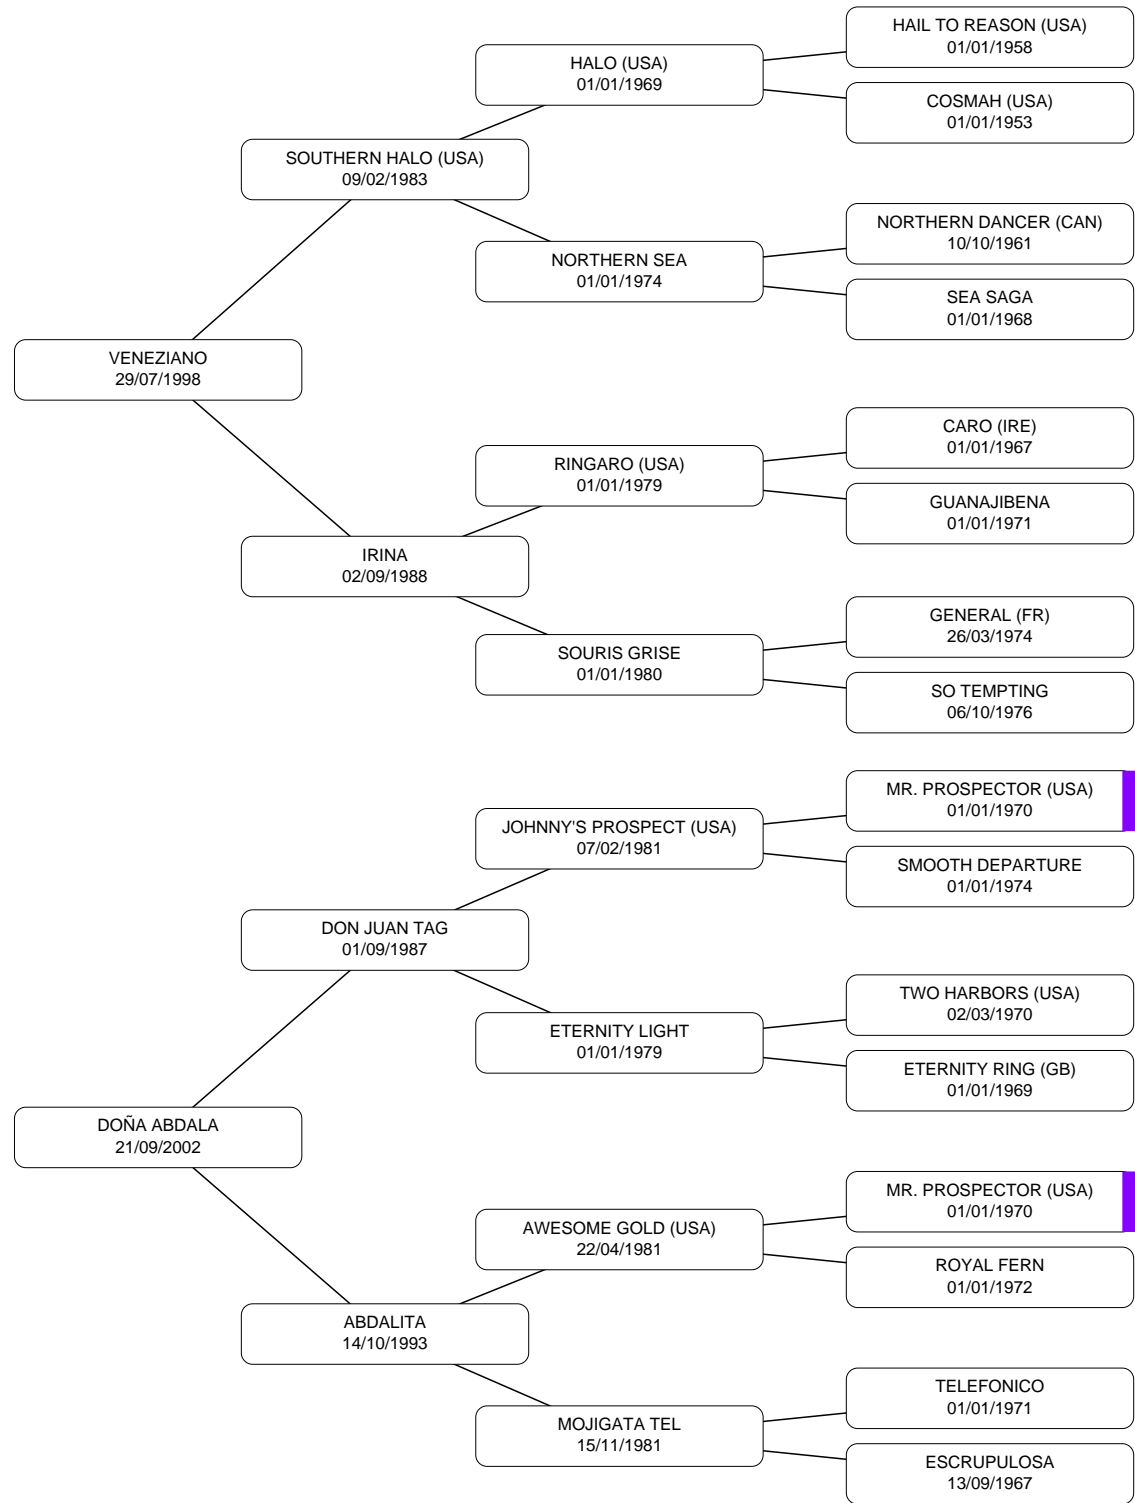 HAIL TO REASON (USA)
01/01/1958
HALO (USA)
01/01/1969
COSMAH (USA)
01/01/1953
SOUTHERN HALO (USA)
09/02/1983
NORTHERN DANCER (CAN)
10/10/1961
NORTHERN SEA
01/01/1974
SEA SAGA
01/01/1968
VENEZIANO
29/07/1998
CARO (IRE)
01/01/1967
RINGARO (USA)
01/01/1979
GUANAJIBENA
01/01/1971
IRINA
02/09/1988
GENERAL (FR)
26/03/1974
SOURIS GRISE
01/01/1980
SO TEMPTING
06/10/1976
MR. PROSPECTOR (USA)
01/01/1970
JOHNNY'S PROSPECT (USA)
07/02/1981
SMOOTH DEPARTURE
01/01/1974
DON JUAN TAG
01/09/1987
TWO HARBORS (USA)
02/03/1970
ETERNITY LIGHT
01/01/1979
ETERNITY RING (GB)
01/01/1969
DOÑA ABDALA
21/09/2002
MR. PROSPECTOR (USA)
01/01/1970
AWESOME GOLD (USA)
22/04/1981
ROYAL FERN
01/01/1972
ABDALITA
14/10/1993
TELEFONICO
01/01/1971
MOJIGATA TEL
15/11/1981
ESCRUPULOSA
13/09/1967